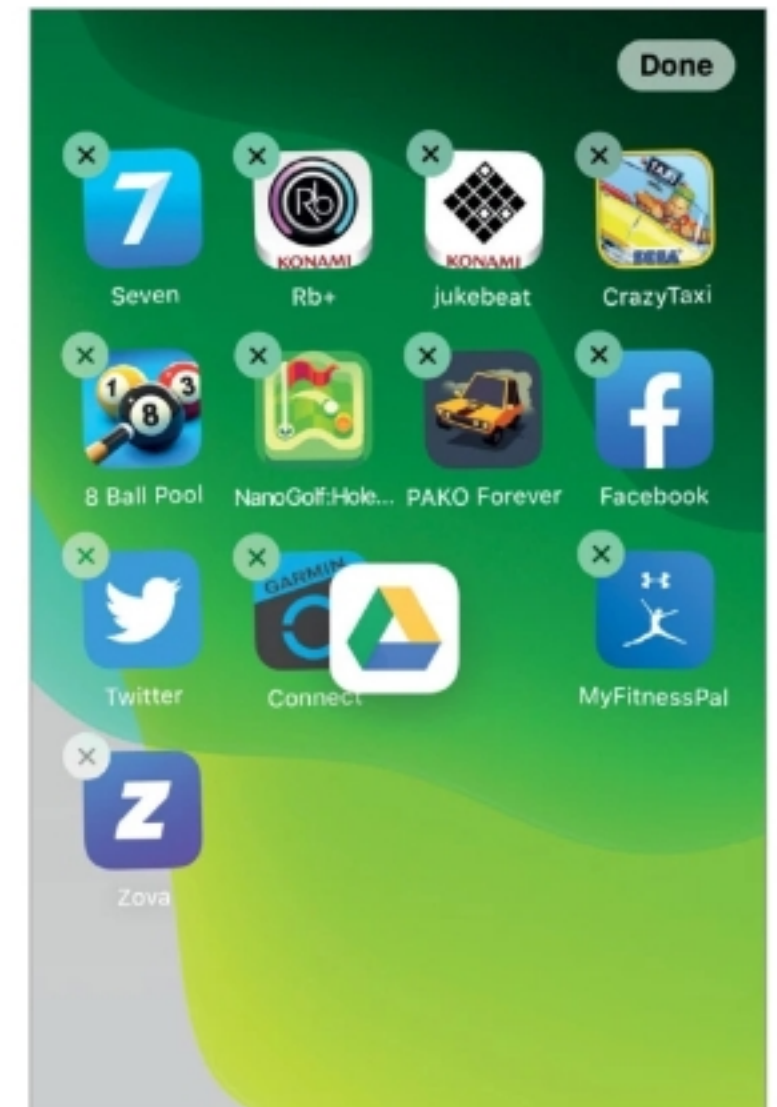 Done
7
Rb
KONAMI
KONAMI
TAXI
SEGA
Seven
Rb+
jukebeat
CrazyTaxi
1
3
8
f
8 Ball Pool
NanoGolf:Hole...
PAKO Forever
Facebook
GARMIN
Twitter
Connect
MyFitnessPal
Z
Zova